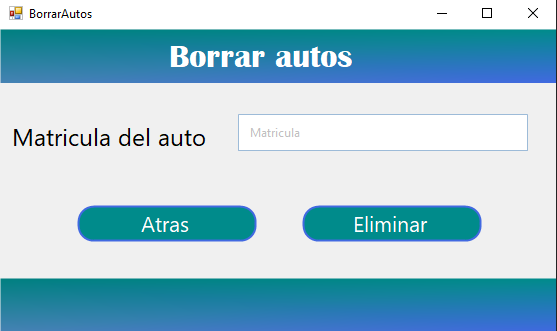 BorrarAutos
Borrar autos
Matricula del auto
Matricula
Atras
Eliminar